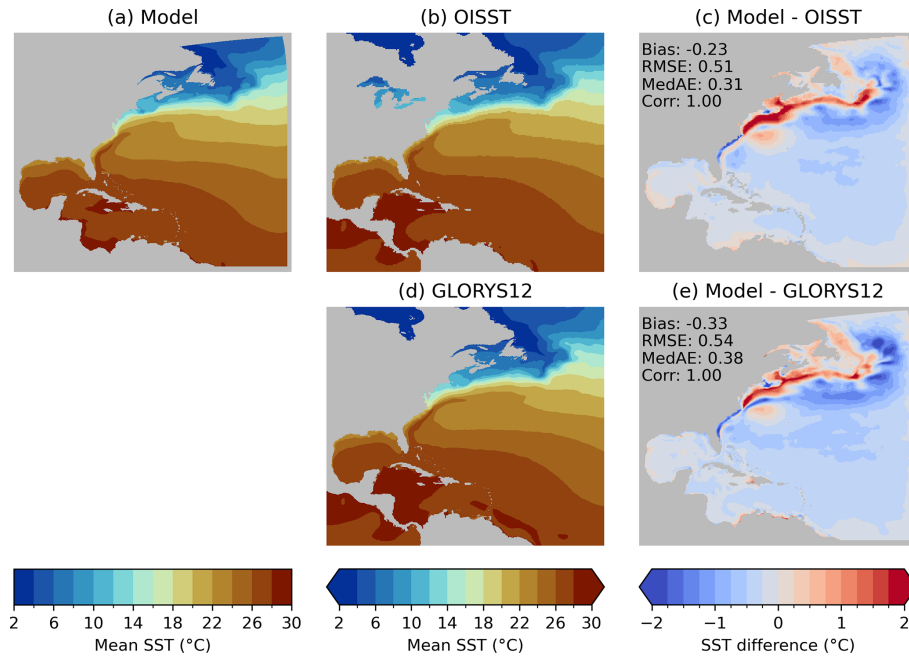 (a) Model
(b) OISST
(c) Model - OISST
Bias: -0.23
RMSE: 0.51
MedAE: 0.31
Corr: 1.00
(d) GLORYS12
(e) Model - GLORYS12
Bias: -0.33
RMSE: 0.54
MedAE: 0.38
Corr: 1.00
2 6 10 14 18 22 26 30
Mean SST (°C)
2 6 10 14 18 22 26 30
Mean SST (°C)
−2 −1 0 1 2
SST difference (°C)